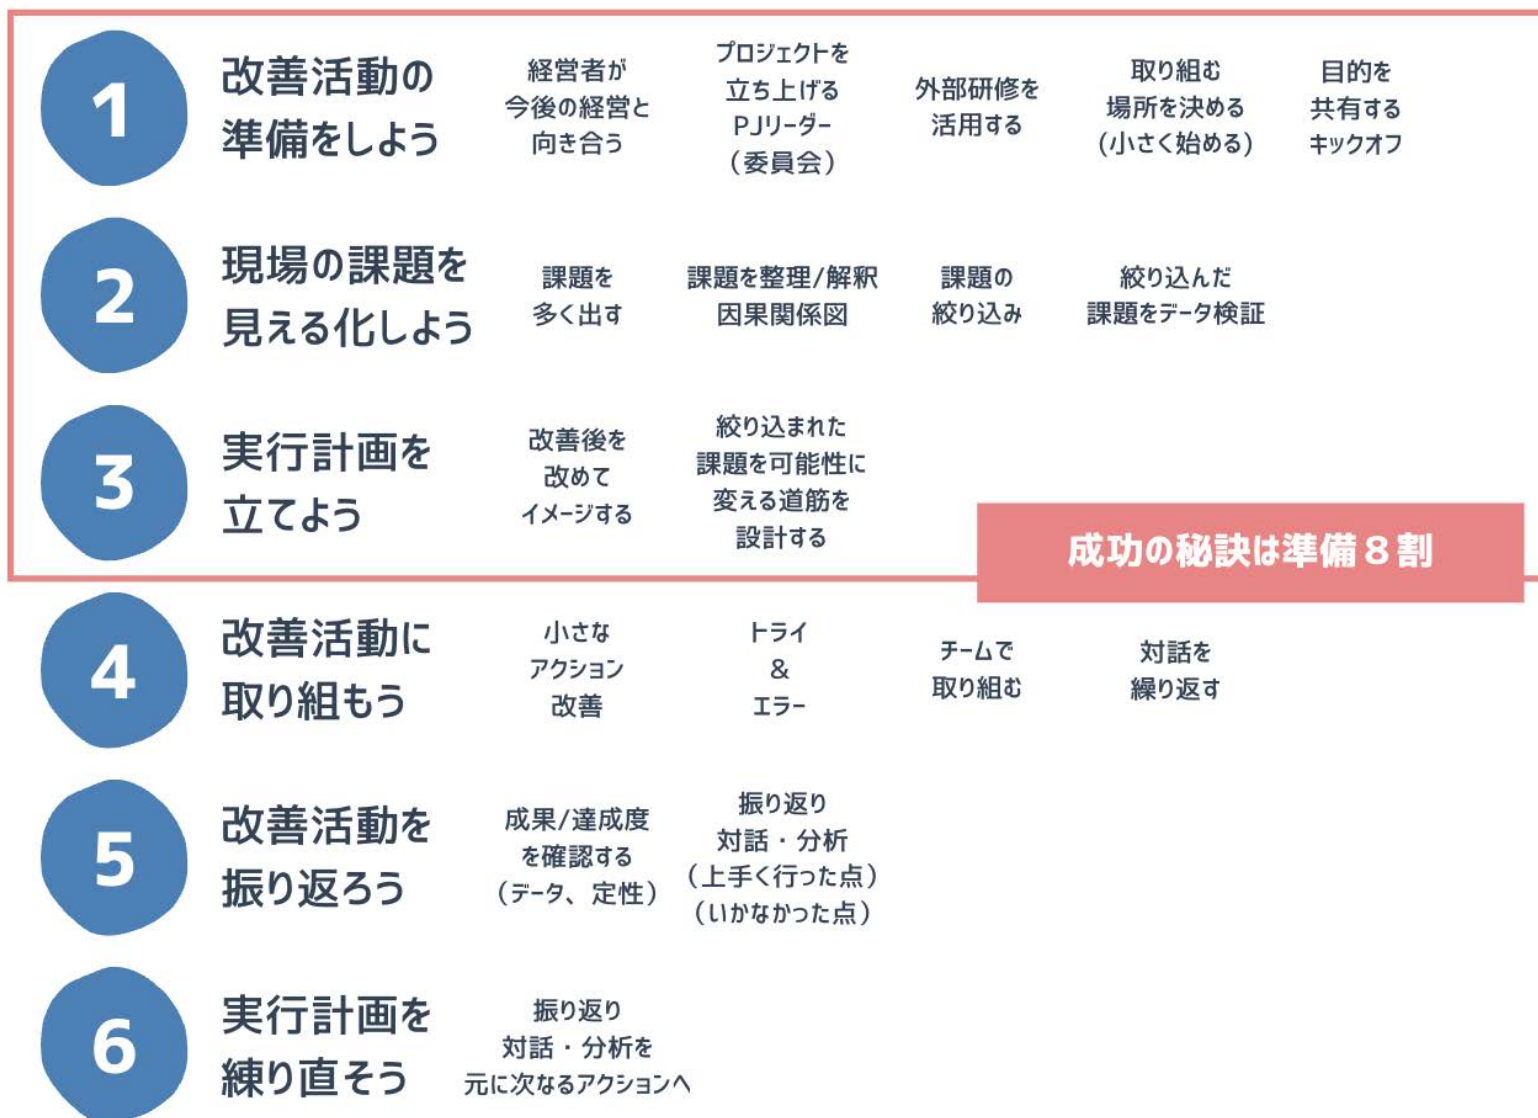 1
改善活動の
準備をしよう
経営者が
今後の経営と
向き合う
プロジェクトを
立ち上げる
PJリーダー
（委員会）
外部研修を
活用する
取り組む
場所を決める
(小さく始める)
目的を
共有する
キックオフ
2
現場の課題を
見える化しよう
課題を
多く出す
課題を整理/解釈
因果関係図
課題の
絞り込み
絞り込んだ
課題をデータ検証
3
実行計画を
立てよう
改善後を
改めて
イメージする
絞り込まれた
課題を可能性に
変える道筋を
設計する
成功の秘訣は準備８割
4
改善活動に
取り組もう
小さな
アクション
改善
トライ
&
エラー
チームで
取り組む
対話を
繰り返す
5
改善活動を
振り返ろう
成果/達成度
を確認する
（データ、定性）
振り返り
対話・分析
（上手く行った点）
（いかなかった点）
6
実行計画を
練り直そう
振り返り
対話・分析を
元に次なるアクションへ